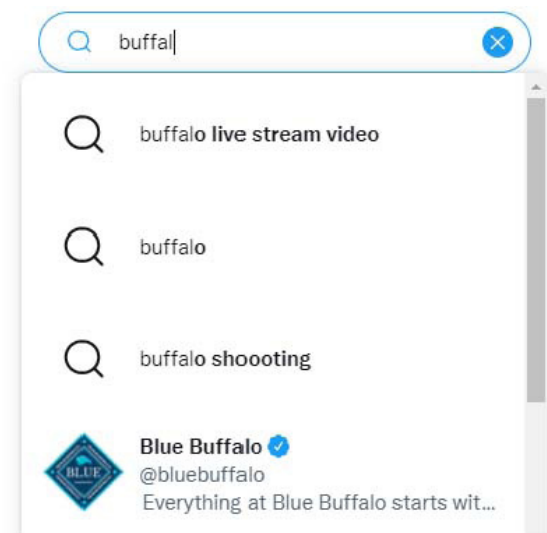 buffal
buffalo live stream video
buffalo
buffalo shoooting
Blue Buffalo
BLUE
@bluebuffalo
Everything at Blue Buffalo starts wit...